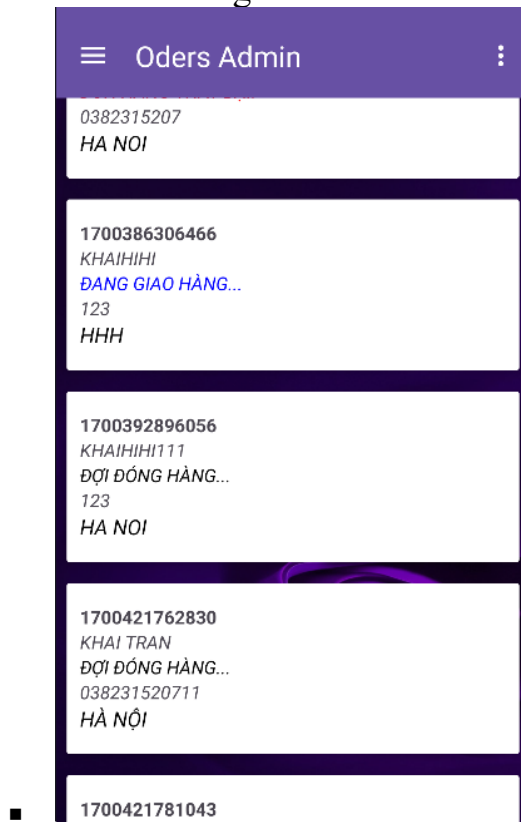 Oders Admin
0382315207
HA NOI
1700386306466
KHAIHIHI
ĐANG GIAO HÀNG...
123
HHH
1700392896056
KHAIHIHI111
ĐỢI ĐÓNG HÀNG...
123
HA NOI
1700421762830
KHAI TRAN
ĐỢI ĐÓNG HÀNG...
038231520711
HÀ NỘI
1700421781043